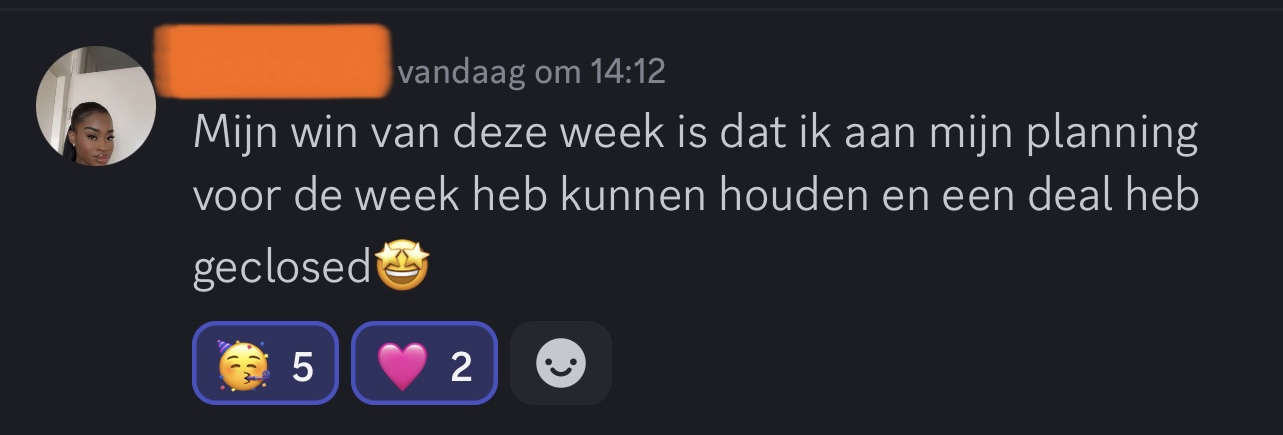 vandaag om 14:12
Mijn win van deze week is dat ik aan mijn planning
voor de week heb kunnen houden en een deal heb
geclosed🤩
🥳 5 🩷 2